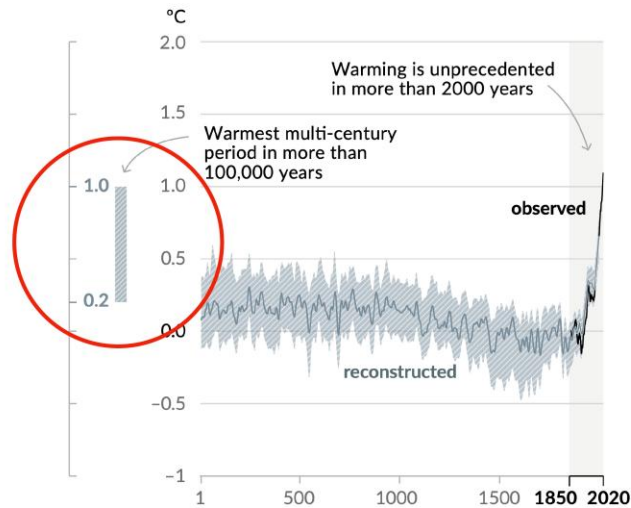 °C
2.0
Warming is unprecedented
in more than 2000 years
1.5
Warmest multi-century
period in more than
100,000 years
1.0
1.0
observed
0.5
0.2
0.0
reconstructed
–0.5
–1
1 500 1000 1500 1850 2020